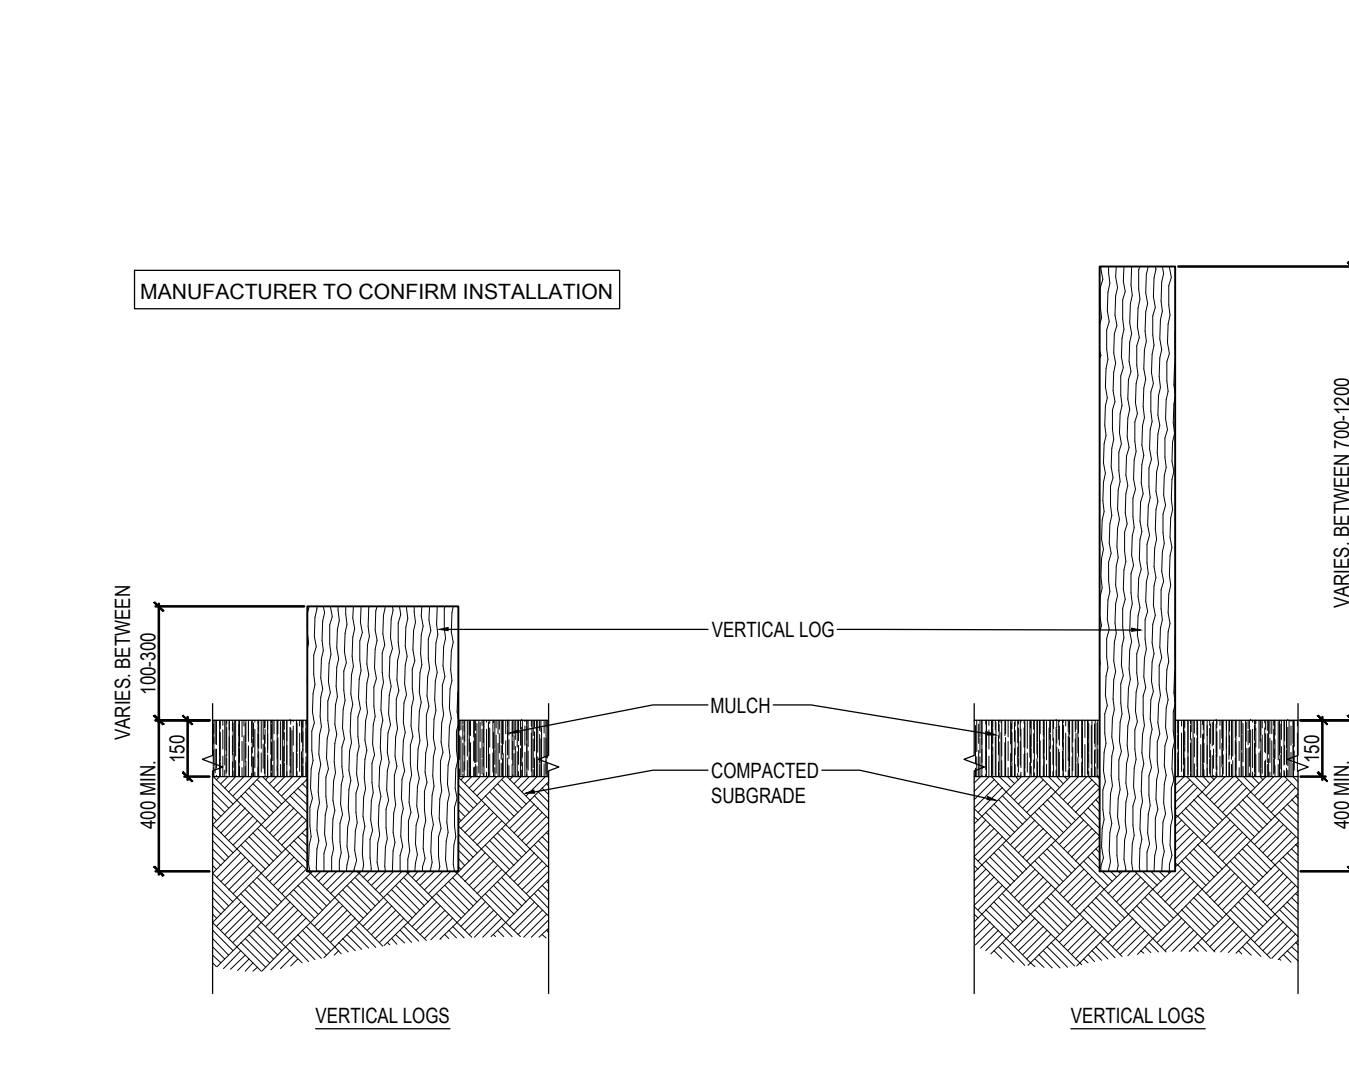 MANUFACTURER TO CONFIRM INSTALLATION
VARIES. BETWEEN 700-1200
VARIES. BETWEEN
100-300
VERTICAL LOG
MULCH
150
150
400 MIN.
400 MIN.
COMPACTED
SUBGRADE
VERTICAL LOGS
VERTICAL LOGS